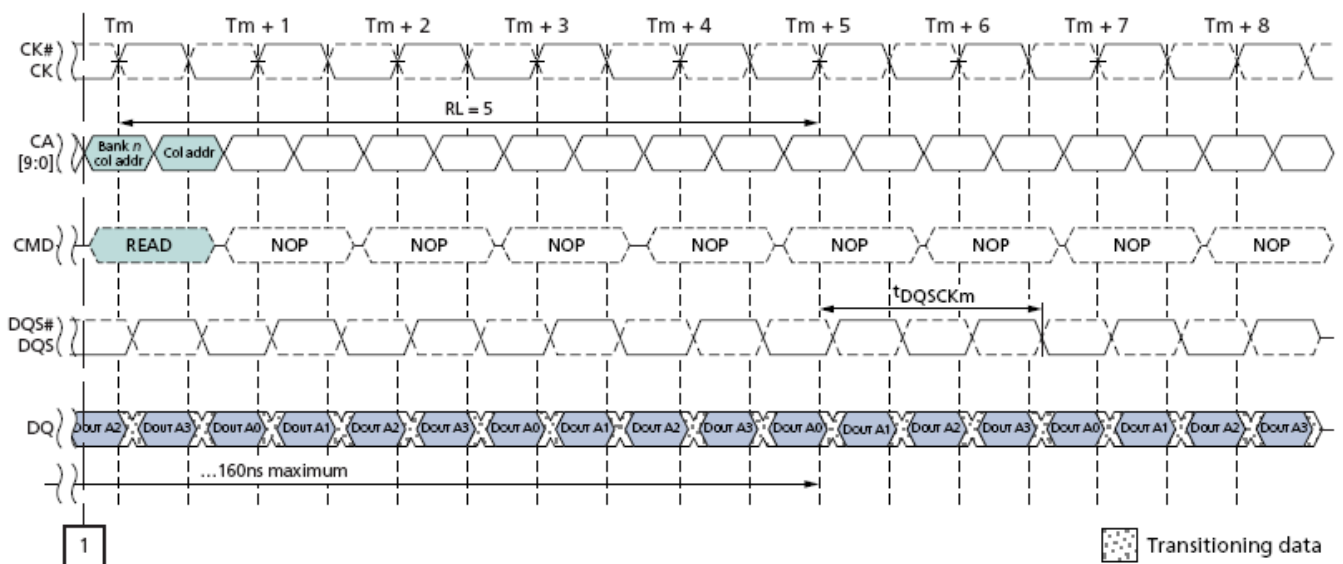 Tm Tm + 1 Tm + 2 Tm + 3 Tm + 4 Tm + 5 Tm + 6 Tm + 7 Tm + 8
CK#
CK
RL = 5
CA
[9:0]
Bank n
col addr
Col addr
CMD READ NOP NOP NOP NOP NOP NOP NOP NOP
tDQSCKm
DQS#
DQS
DQ DOUT A2 DOUT A3 DOUT A0 DOUT A1 DOUT A2 DOUT A3 DOUT A0 DOUT A1 DOUT A2 DOUT A3 DOUT A0 DOUT A1 DOUT A2 DOUT A3 DOUT A0 DOUT A1 DOUT A2 DOUT A3
...160ns maximum
1
Transitioning data